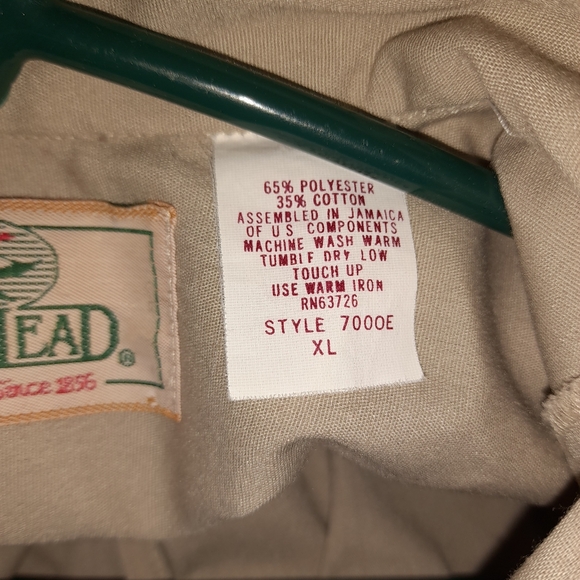 HEAD®
Since 1856
65% POLYESTER
35% COTTON
ASSEMBLED IN JAMAICA
OF U S COMPONENTS
MACHINE WASH WARM
TUMBLE DRY LOW
TOUCH UP
USE WARM IRON
RN63726
STYLE 7000E
XL